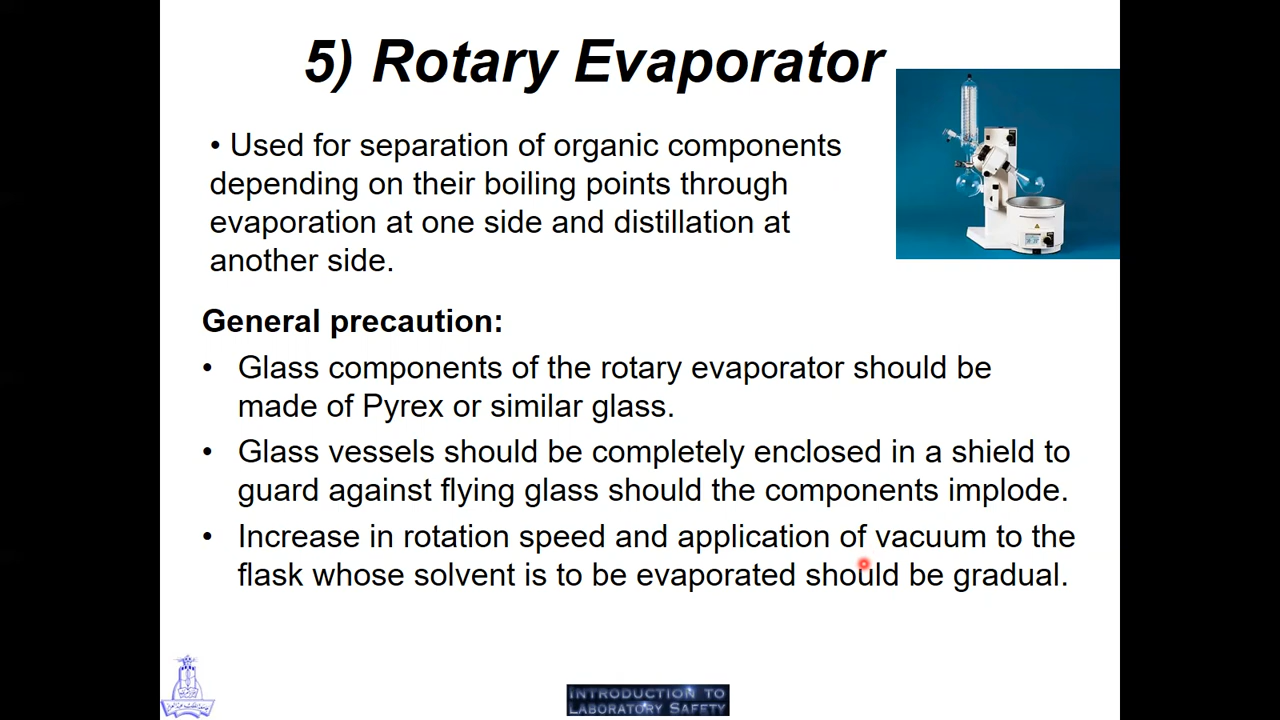 5) Rotary Evaporator
• Used for separation of organic components
depending on their boiling points through
evaporation at one side and distillation at
another side.
General precaution:
• Glass components of the rotary evaporator should be
made of Pyrex or similar glass.
• Glass vessels should be completely enclosed in a shield to
guard against flying glass should the components implode.
• Increase in rotation speed and application of vacuum to the
flask whose solvent is to be evaporated should be gradual.
INTRODUCTION TO
LABORATORY SAFETY